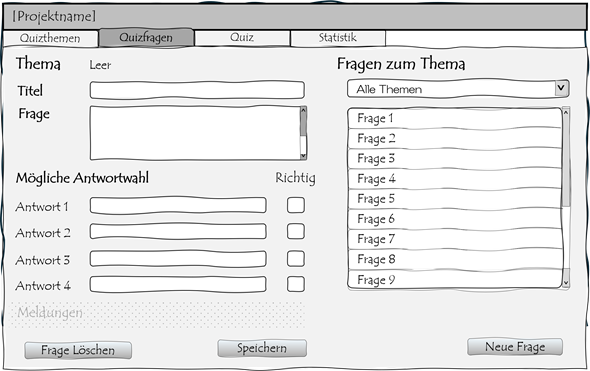 [Projektname]
Quizthemen Quizfragen Quiz Statistik
Thema Leer
Titel
Frage
Mögliche Antwortwahl Richtig
Antwort 1
Antwort 2
Antwort 3
Antwort 4
Meldungen
Frage Löschen Speichern
Fragen zum Thema
Alle Themen
Frage 1
Frage 2
Frage 3
Frage 4
Frage 5
Frage 6
Frage 7
Frage 8
Frage 9
Neue Frage